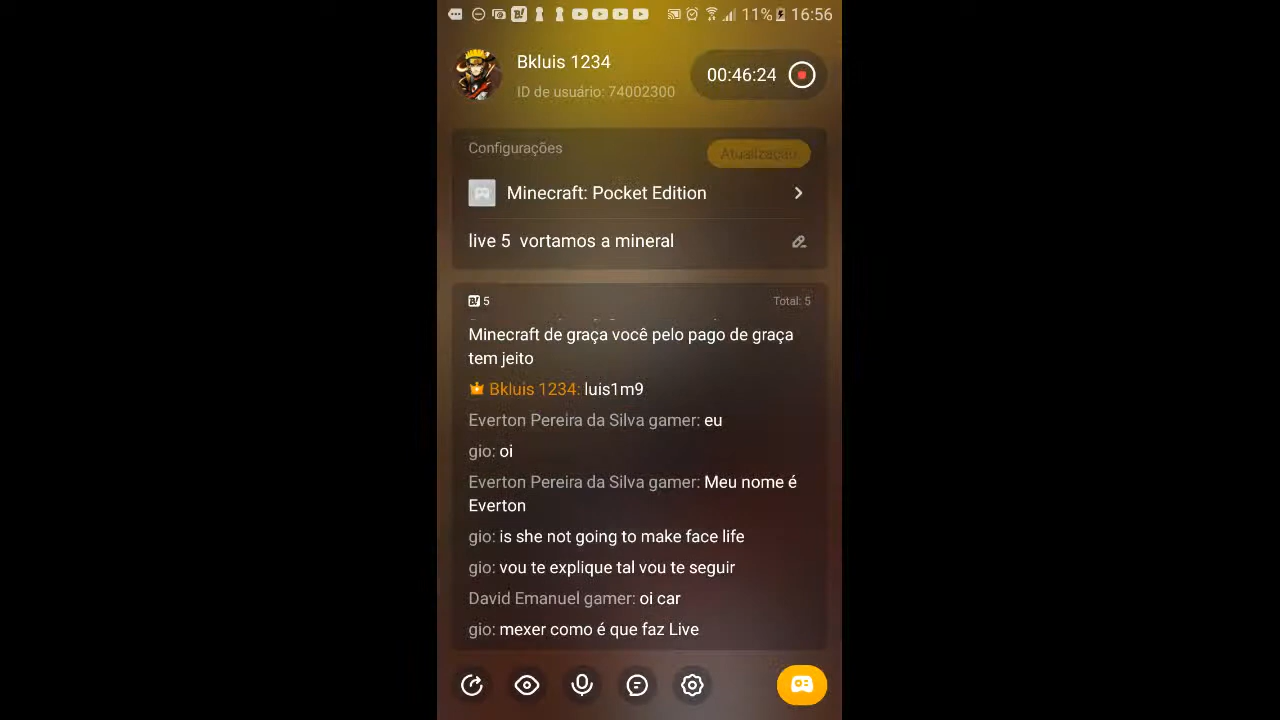 11% 16:56
Bkluis 1234
00:46:24
ID de usuário: 74002300
Configurações
Atualização
Minecraft: Pocket Edition
live 5 vortamos a mineral
5
Total: 5
Minecraft de graça você pelo pago de graça
tem jeito
Bkluis 1234: luis1m9
Everton Pereira da Silva gamer: eu
gio: oi
Everton Pereira da Silva gamer: Meu nome é
Everton
gio: is she not going to make face life
gio: vou te explique tal vou te seguir
David Emanuel gamer: oi car
gio: mexer como é que faz Live